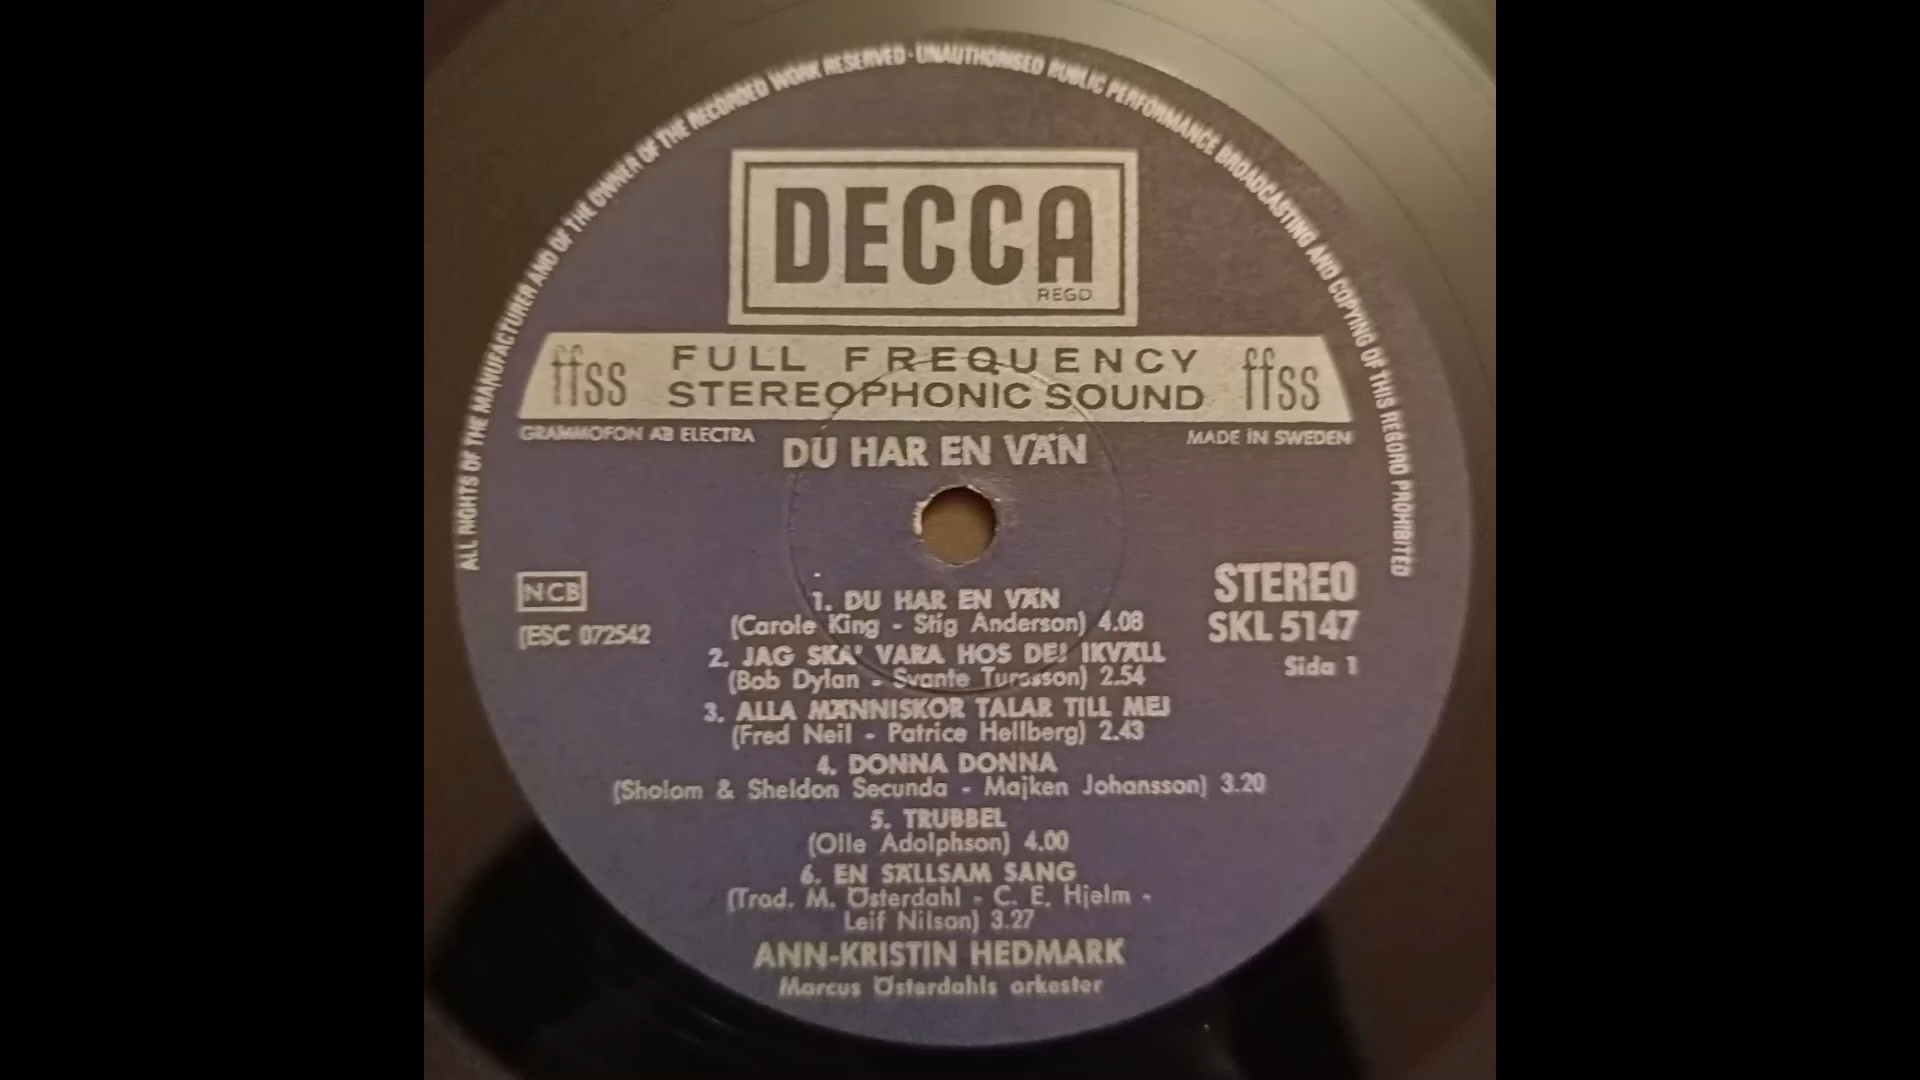 ALL RIGHTS OF THE MANUFACTURER AND OF THE OWNER OF THE RECORDED WORK RESERVED · UNAUTHORISED PUBLIC PERFORMANCE BROADCASTING AND COPYING OF THIS RECORD PROHIBITED
DECCA
REGD
ffss FULL FREQUENCY ffss
STEREOPHONIC SOUND
GRAMMOFON AB ELECTRA
MADE IN SWEDEN
DU HAR EN VÄN
NCB
(ESC 072542
STEREO
SKL 5147
Sida 1
1. DU HAR EN VÄN
(Carole King - Stig Anderson) 4.08
2. JAG SKA' VARA HOS DEJ IKVÄLL
(Bob Dylan - Svante Turesson) 2.54
3. ALLA MÄNNISKOR TALAR TILL MEJ
(Fred Neil - Patrice Hellberg) 2.43
4. DONNA DONNA
(Sholom & Sheldon Secunda - Majken Johansson) 3.20
5. TRUBBEL
(Olle Adolphson) 4.00
6. EN SÄLLSAM SANG
(Trad. M. Österdahl - C. E. Hjelm -
Leif Nilson) 3.27
ANN-KRISTIN HEDMARK
Marcus Österdahls orkester